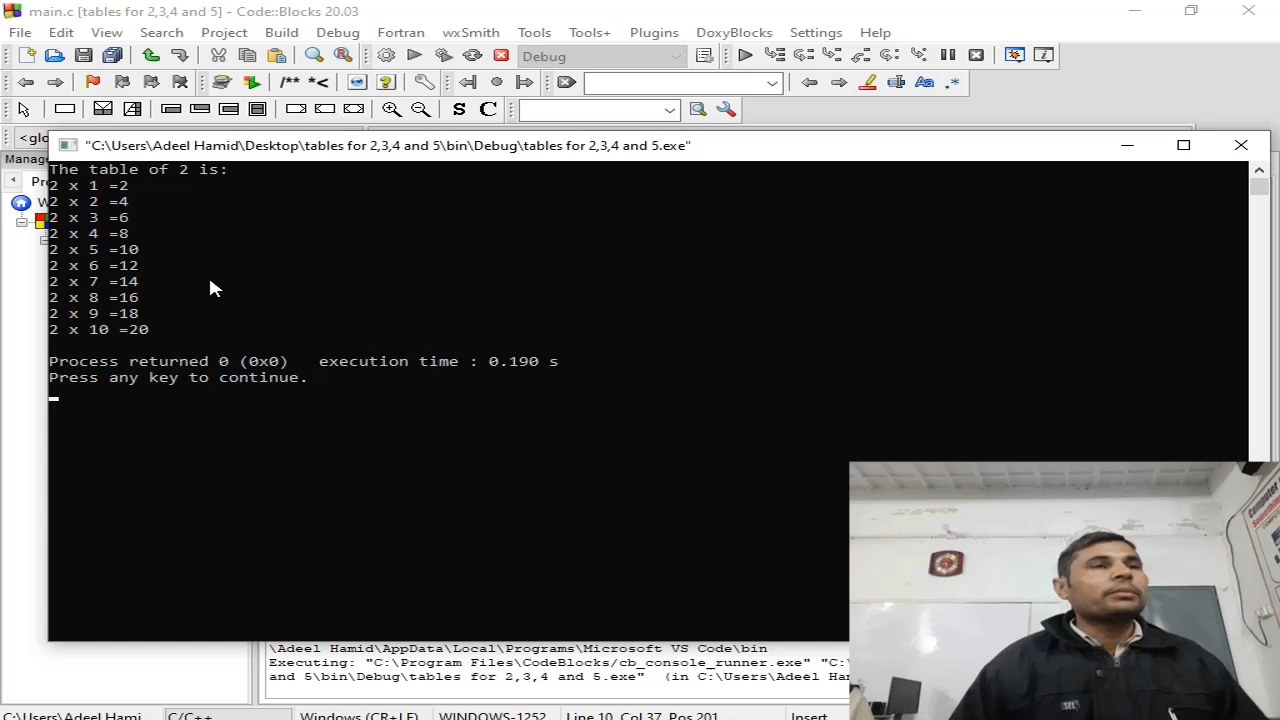 main.c [tables for 2,3,4 and 5] - Code::Blocks 20.03
File Edit View Search Project Build Debug Fortran wxSmith Tools Tools+ Plugins DoxyBlocks Settings Help
Debug
/** *<
Aa .*
S C
<glo
"C:\Users\Adeel Hamid\Desktop\tables for 2,3,4 and 5\bin\Debug\tables for 2,3,4 and 5.exe"
Manage
The table of 2 is:
2 x 1 =2
2 x 2 =4
2 x 3 =6
2 x 4 =8
2 x 5 =10
2 x 6 =12
2 x 7 =14
2 x 8 =16
2 x 9 =18
2 x 10 =20
Process returned 0 (0x0)   execution time : 0.190 s
Press any key to continue.
\Adeel Hamid\AppData\Local\Programs\Microsoft VS Code\bin
Executing: "C:\Program Files\CodeBlocks/cb_console_runner.exe" "C:\
and 5\bin\Debug\tables for 2,3,4 and 5.exe"  (in C:\Users\Adeel Ham
C:\Users\Adeel Hami C/C++ Windows (CR+LF) WINDOWS-1252 Line 10, Col 37, Pos 201 Insert
Computer